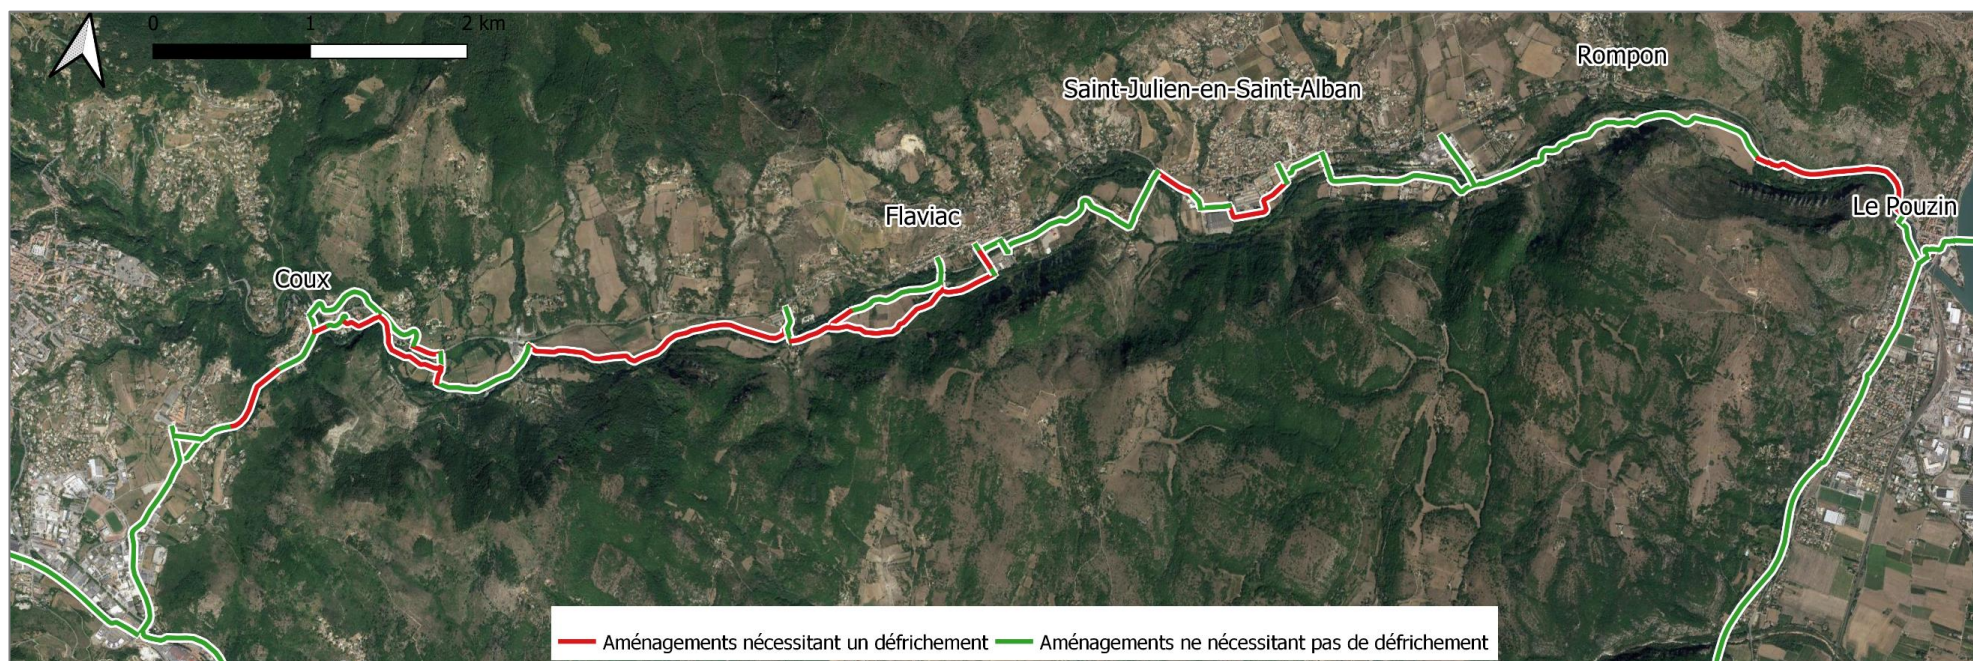 0 1 2 km
Rompon
Saint-Julien-en-Saint-Alban
Le Pouzin
Flaviac
Coux
Aménagements nécessitant un défrichement Aménagements ne nécessitant pas de défrichement